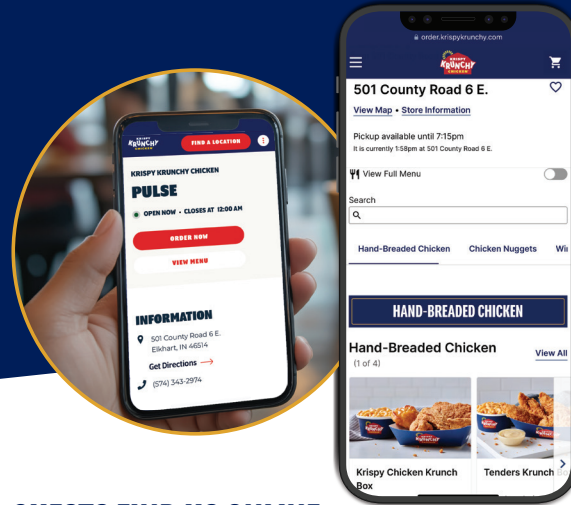 KRISPY
KRUNCHY
CHICKEN
FIND A LOCATION
KRISPY KRUNCHY CHICKEN
PULSE
OPEN NOW • CLOSES AT 12:00 AM
ORDER NOW
VIEW MENU
INFORMATION
501 County Road 6 E.
Elkhart, IN 46514
Get Directions →
(574) 343-2974
order.krispykrunchy.com
KRISPY
KRUNCHY
CHICKEN
501 County Road 6 E.
View Map • Store Information
Pickup available until 7:15pm
It is currently 1:58pm at 501 County Road 6 E.
View Full Menu
Search
Hand-Breaded Chicken Chicken Nuggets
HAND-BREADED CHICKEN
Hand-Breaded Chicken View All
(1 of 4)
Krispy Chicken Krunch
Box
Tenders Krunch